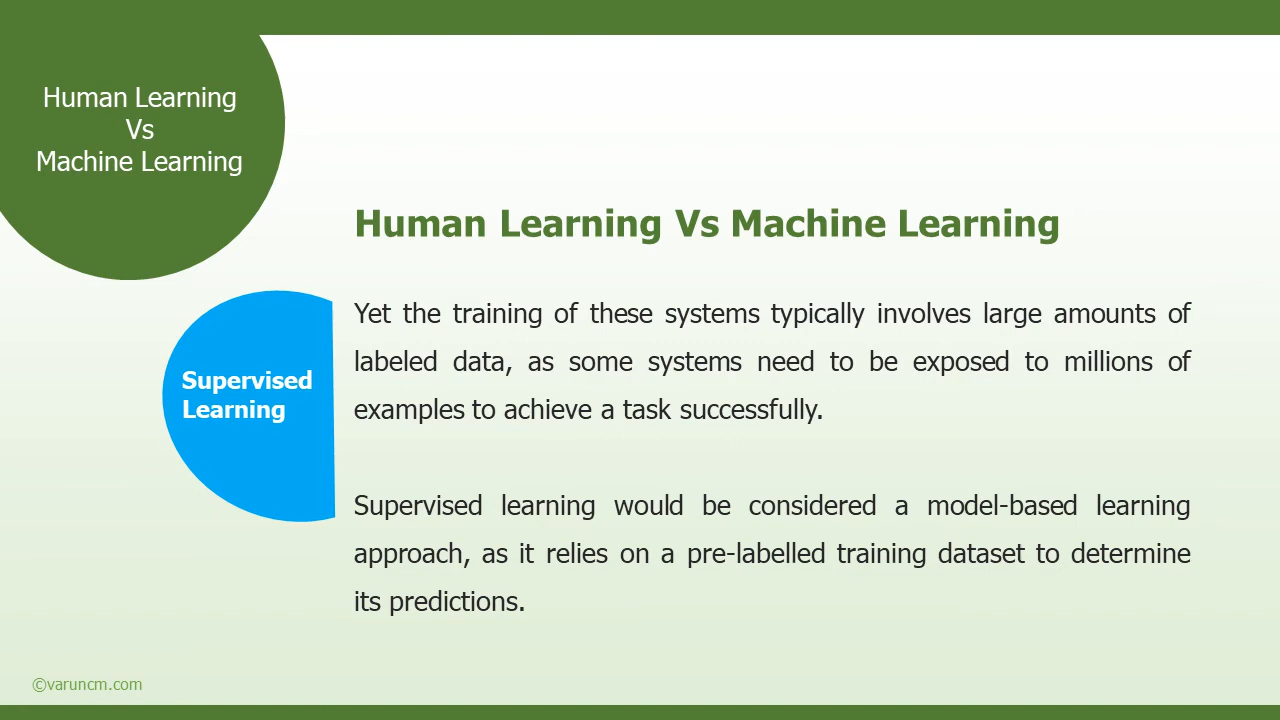 Human Learning
Vs
Machine Learning
Human Learning Vs Machine Learning
Supervised
Learning
Yet the training of these systems typically involves large amounts of
labeled data, as some systems need to be exposed to millions of
examples to achieve a task successfully.
Supervised learning would be considered a model-based learning
approach, as it relies on a pre-labelled training dataset to determine
its predictions.
©varuncm.com